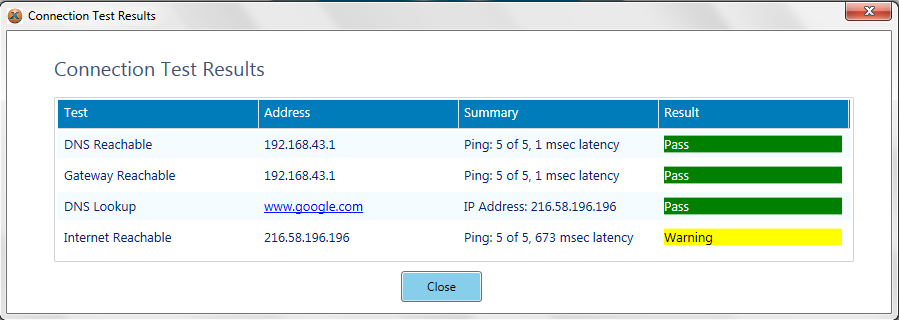 Connection Test Results
Connection Test Results
Test Address Summary Result
DNS Reachable 192.168.43.1 Ping: 5 of 5, 1 msec latency Pass
Gateway Reachable 192.168.43.1 Ping: 5 of 5, 1 msec latency Pass
DNS Lookup www.google.com IP Address: 216.58.196.196 Pass
Internet Reachable 216.58.196.196 Ping: 5 of 5, 673 msec latency Warning
Close